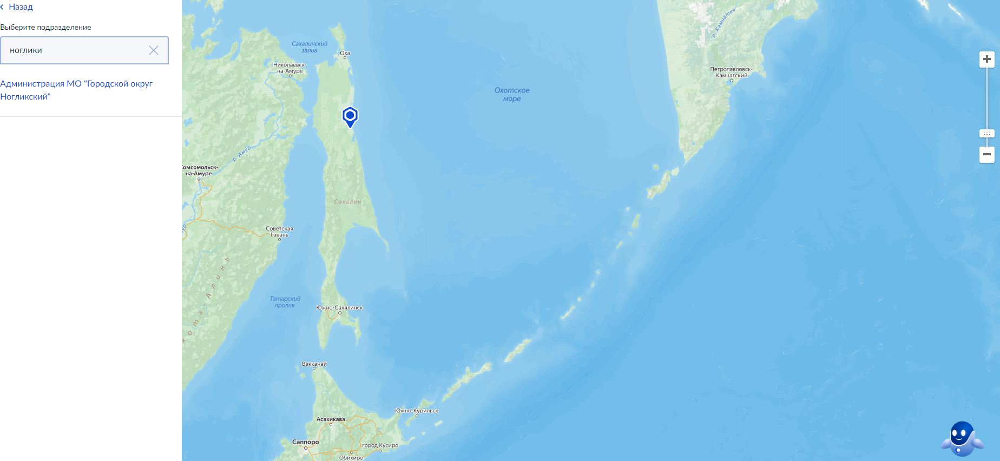 Назад
Выберите подразделение
ноглики
Администрация МО "Городской округ
Ногликский"
р. Камчатка
Сахалинский
залив
Оха
Николаевск-
на-Амуре
Петропавловск-
Камчатский
Охотское
море
р. Амур
Комсомольск-
на-Амуре
Сахалин
Советская
Гавань
хотэ-Алинь
Татарский
пролив
Южно-Сахалинск
Вакканай
Южно-Курильск
Асахикава
Саппоро
город Кусиро
Обихиро